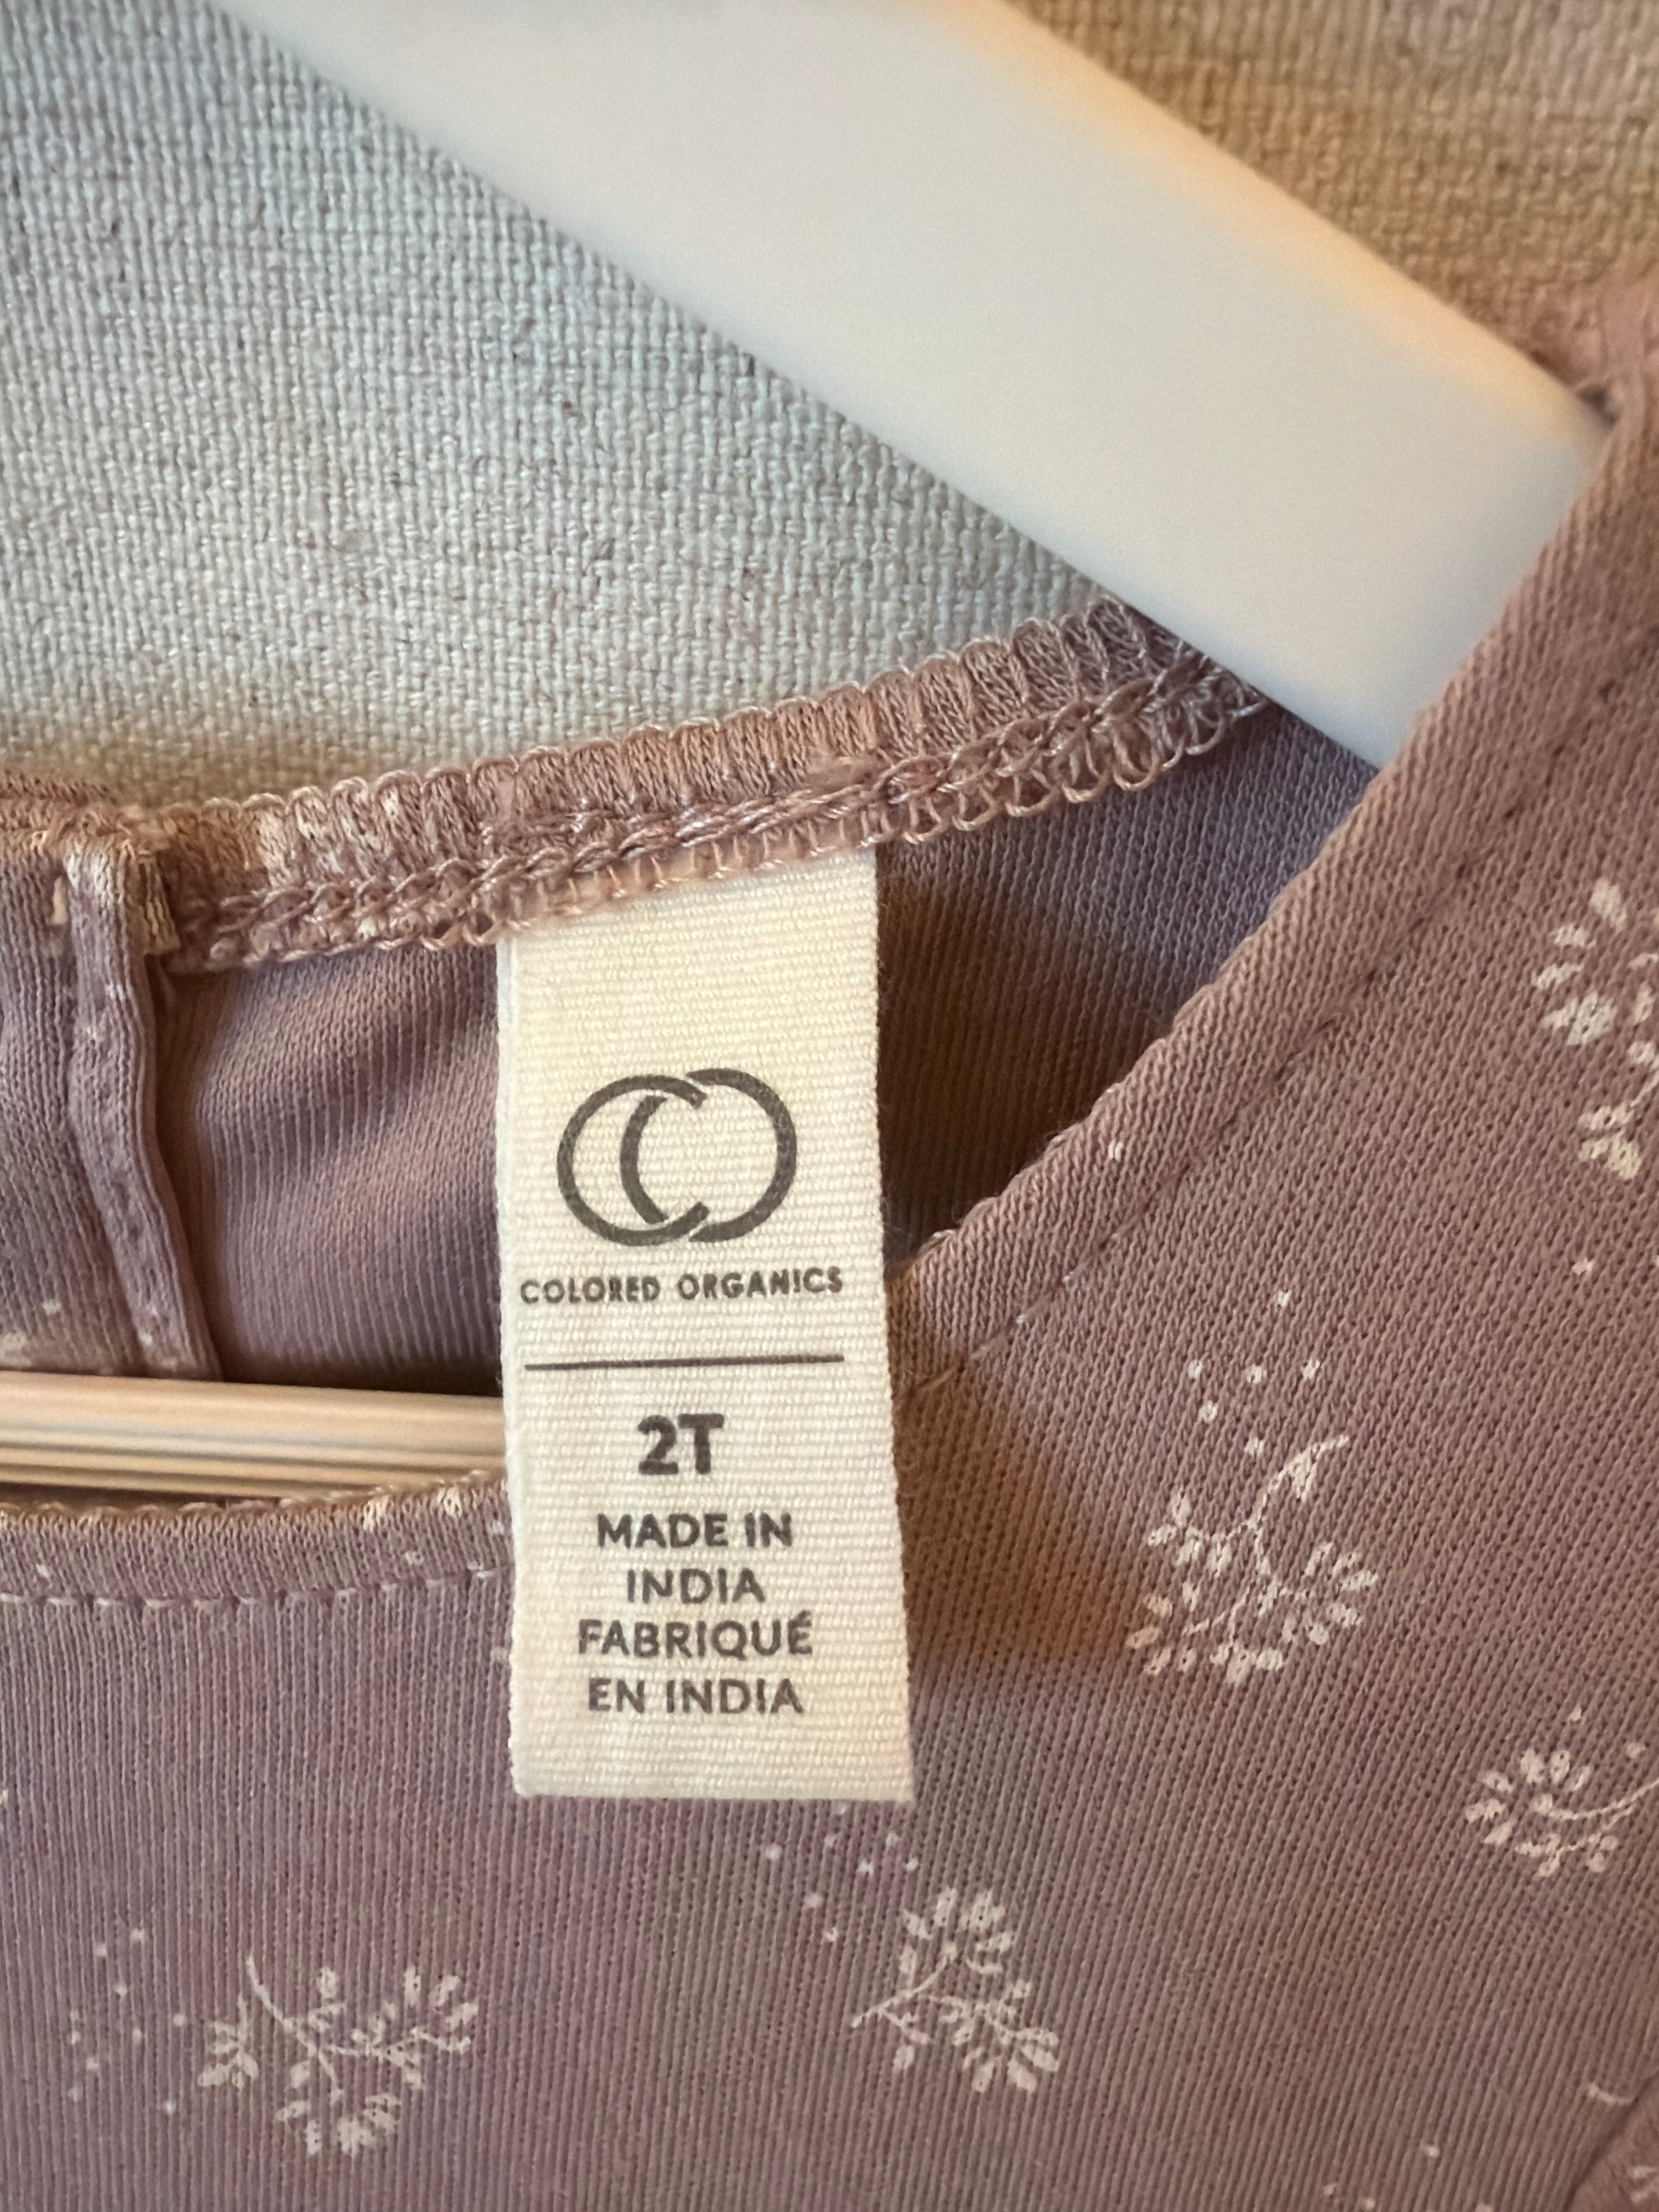 COLORED ORGANICS
2T
MADE IN
INDIA
FABRIQUÉ
EN INDIA